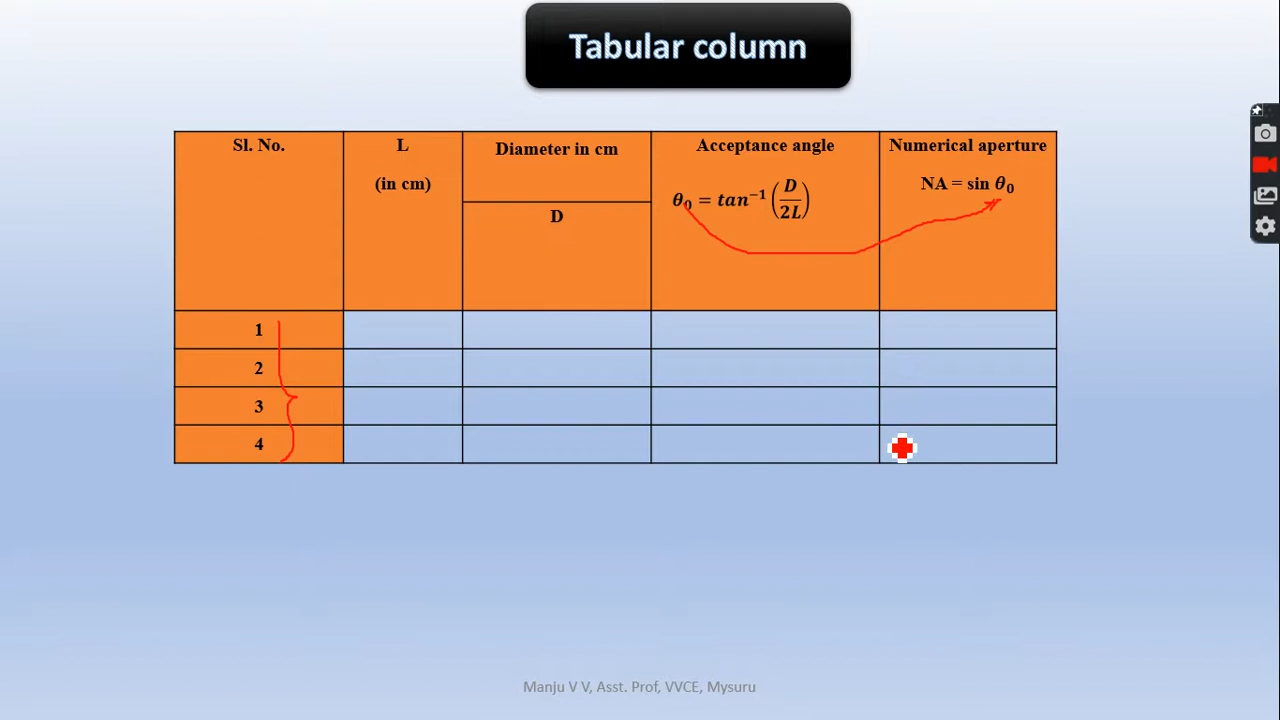 Tabular column
Sl. No.
L
(in cm)
Diameter in cm
D
Acceptance angle
θ₀ = tan⁻¹ (D/2L)
Numerical aperture
NA = sin θ₀
1
2
3
4
Manju V V, Asst. Prof, VVCE, Mysuru